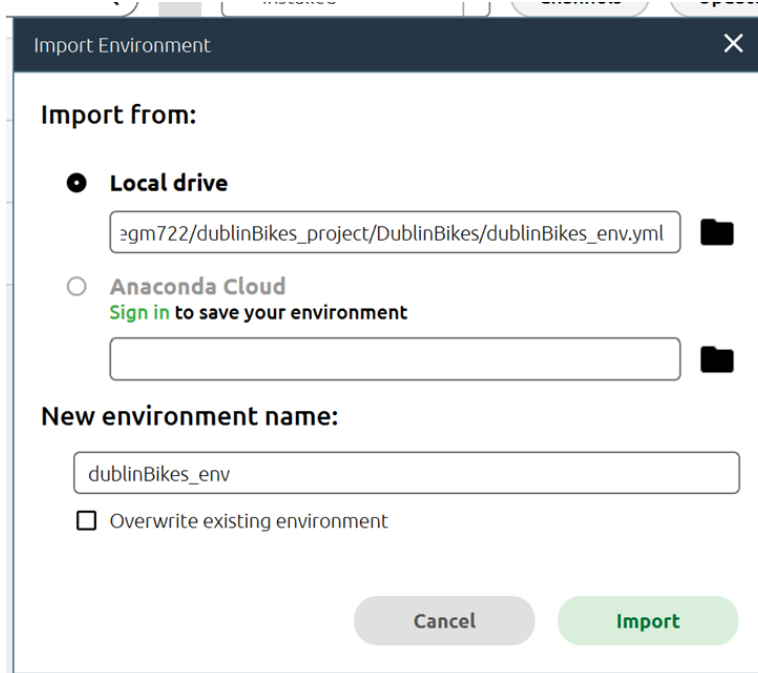 Import Environment
Import from:
Local drive
egm722/dublinBikes_project/DublinBikes/dublinBikes_env.yml
Anaconda Cloud
Sign in to save your environment
New environment name:
dublinBikes_env
Overwrite existing environment
Cancel
Import